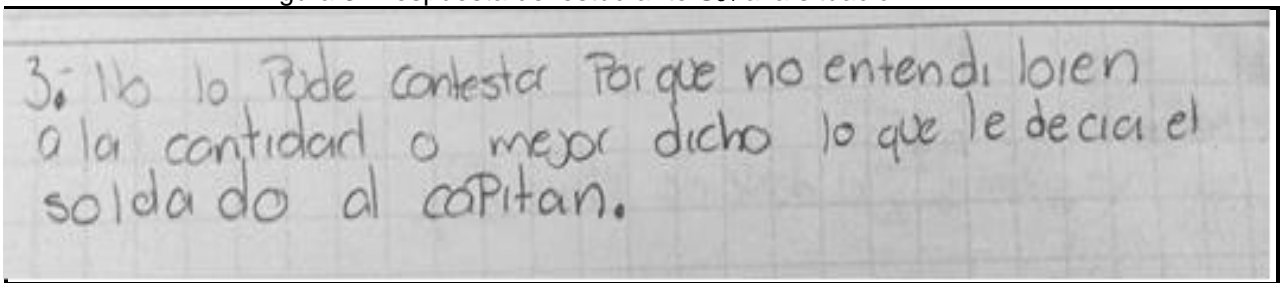 3. No lo Pude contestar Porque no entendi bien
a la cantidad o mejor dicho lo que le decia el
soldado al caPitan.